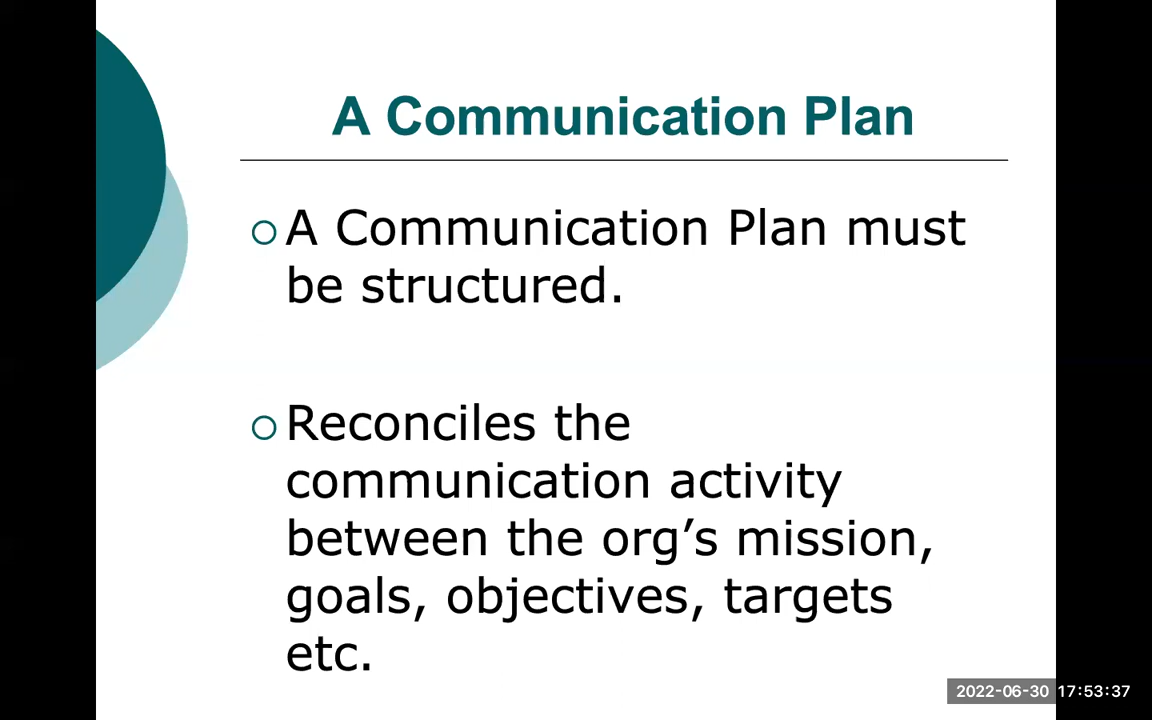 A Communication Plan
A Communication Plan must
be structured.
Reconciles the
communication activity
between the org’s mission,
goals, objectives, targets
etc.
2022-06-30 17:53:37